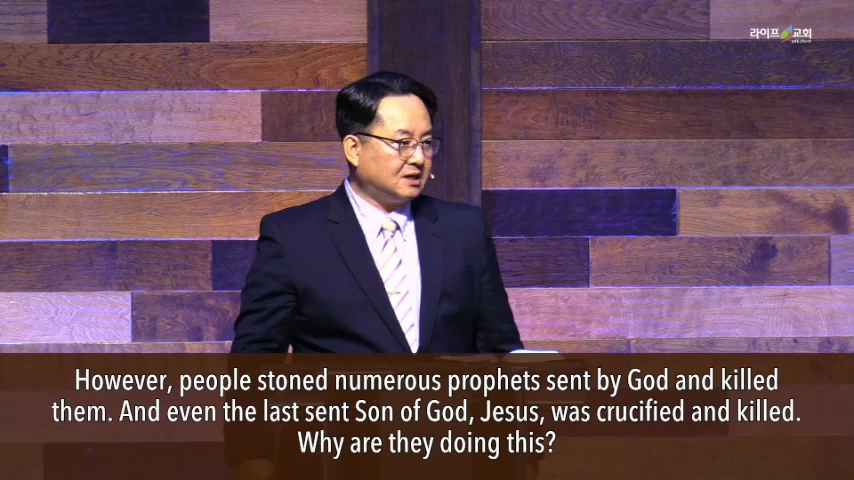 라이프교회
However, people stoned numerous prophets sent by God and killed
them. And even the last sent Son of God, Jesus, was crucified and killed.
Why are they doing this?